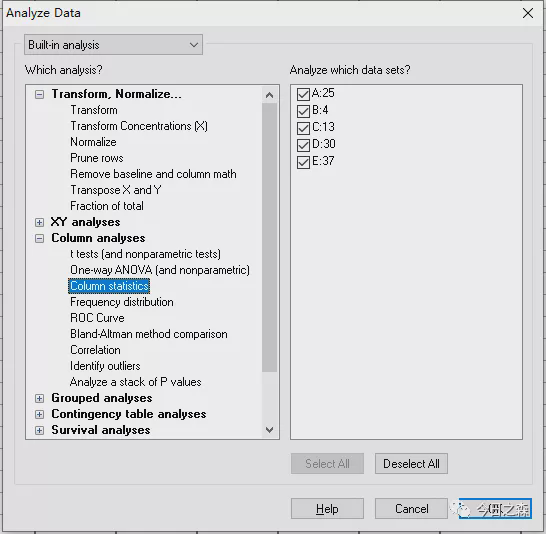 Analyze Data
Built-in analysis
Which analysis?
Analyze which data sets?
Transform, Normalize...
Transform
Transform Concentrations (X)
Normalize
Prune rows
Remove baseline and column math
Transpose X and Y
Fraction of total
XY analyses
Column analyses
t tests (and nonparametric tests)
One-way ANOVA (and nonparametric)
Column statistics
Frequency distribution
ROC Curve
Bland-Altman method comparison
Correlation
Identify outliers
Analyze a stack of P values
Grouped analyses
Contingency table analyses
Survival analyses
A:25
B:4
C:13
D:30
E:37
Select All
Deselect All
Help
Cancel
OK
今日之森